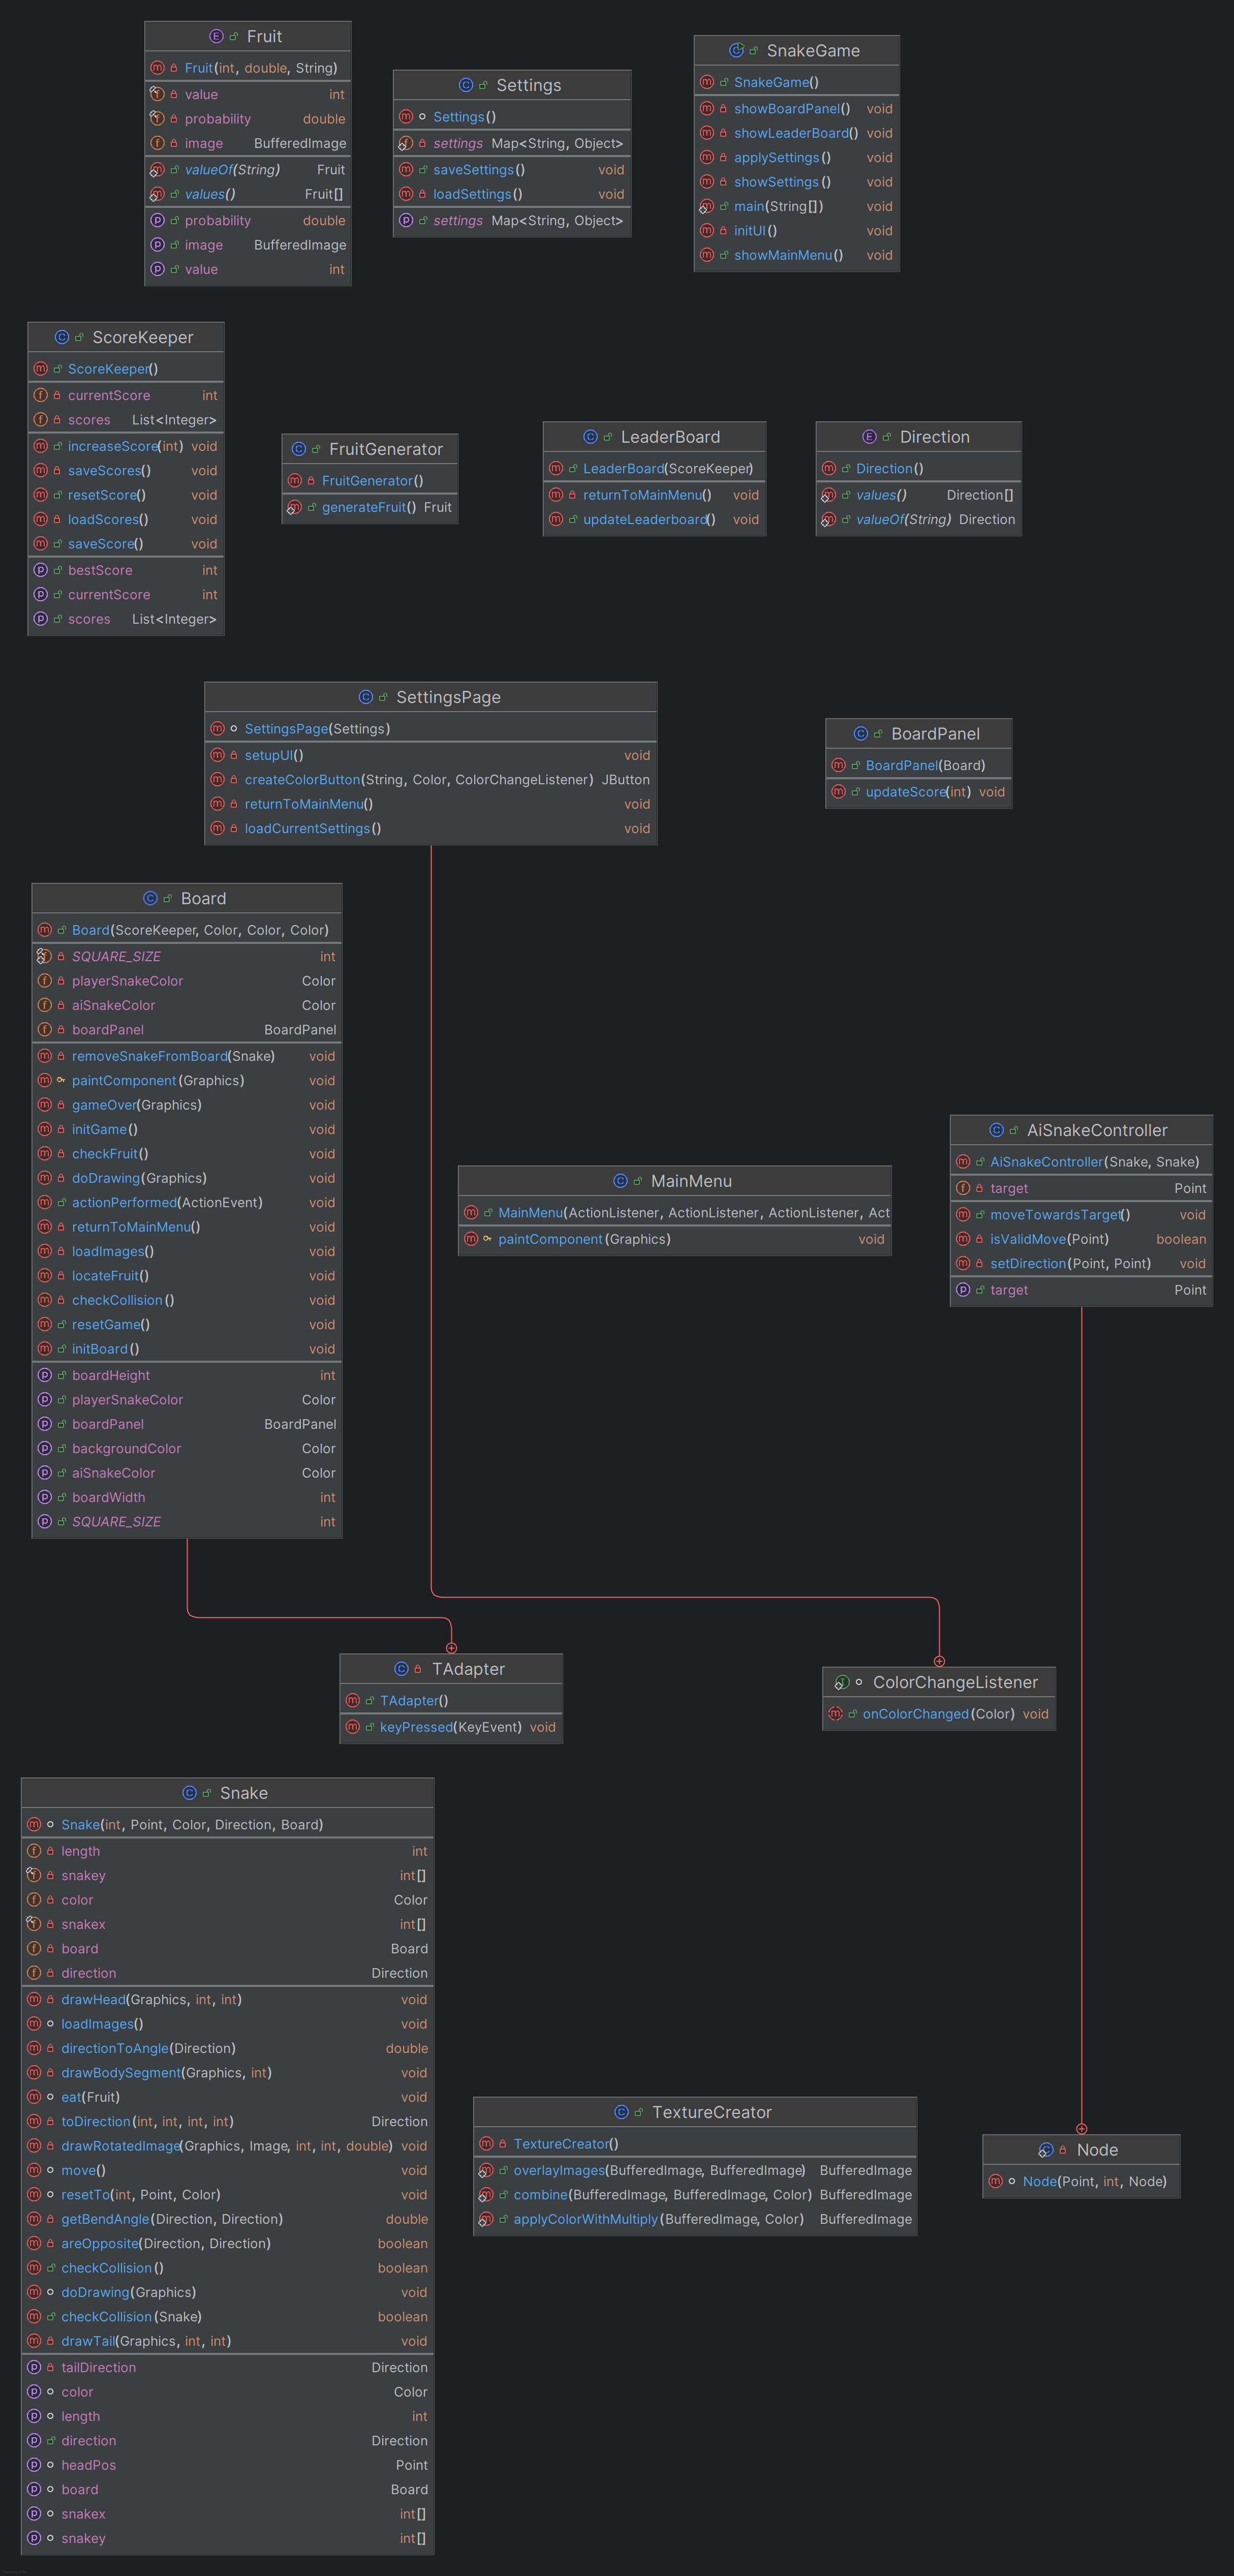 Fruit
Fruit(int, double, String)
value int
probability double
image BufferedImage
valueOf(String) Fruit
values() Fruit[]
probability double
image BufferedImage
value int
Settings
Settings()
settings Map<String, Object>
saveSettings() void
loadSettings() void
settings Map<String, Object>
SnakeGame
SnakeGame()
showBoardPanel() void
showLeaderBoard() void
applySettings() void
showSettings() void
main(String[]) void
initUI() void
showMainMenu() void
ScoreKeeper
ScoreKeeper()
currentScore int
scores List<Integer>
increaseScore(int) void
saveScores() void
resetScore() void
loadScores() void
saveScore() void
bestScore int
currentScore int
scores List<Integer>
FruitGenerator
FruitGenerator()
generateFruit() Fruit
LeaderBoard
LeaderBoard(ScoreKeeper)
returnToMainMenu() void
updateLeaderboard() void
Direction
Direction()
values() Direction[]
valueOf(String) Direction
SettingsPage
SettingsPage(Settings)
setupUI() void
createColorButton(String, Color, ColorChangeListener) JButton
returnToMainMenu() void
loadCurrentSettings() void
BoardPanel
BoardPanel(Board)
updateScore(int) void
Board
Board(ScoreKeeper, Color, Color, Color)
SQUARE_SIZE int
playerSnakeColor Color
aiSnakeColor Color
boardPanel BoardPanel
removeSnakeFromBoard(Snake) void
paintComponent(Graphics) void
gameOver(Graphics) void
initGame() void
checkFruit() void
doDrawing(Graphics) void
actionPerformed(ActionEvent) void
returnToMainMenu() void
loadImages() void
locateFruit() void
checkCollision() void
resetGame() void
initBoard() void
boardHeight int
playerSnakeColor Color
boardPanel BoardPanel
backgroundColor Color
aiSnakeColor Color
boardWidth int
SQUARE_SIZE int
MainMenu
MainMenu(ActionListener, ActionListener, ActionListener, Act
paintComponent(Graphics) void
AiSnakeController
AiSnakeController(Snake, Snake)
target Point
moveTowardsTarget() void
isValidMove(Point) boolean
setDirection(Point, Point) void
target Point
TAdapter
TAdapter()
keyPressed(KeyEvent) void
ColorChangeListener
onColorChanged(Color) void
Snake
Snake(int, Point, Color, Direction, Board)
length int
snakey int[]
color Color
snakex int[]
board Board
direction Direction
drawHead(Graphics, int, int) void
loadImages() void
directionToAngle(Direction) double
drawBodySegment(Graphics, int) void
eat(Fruit) void
toDirection(int, int, int, int) Direction
drawRotatedImage(Graphics, Image, int, int, double) void
move() void
resetTo(int, Point, Color) void
getBendAngle(Direction, Direction) double
areOpposite(Direction, Direction) boolean
checkCollision() boolean
doDrawing(Graphics) void
checkCollision(Snake) boolean
drawTail(Graphics, int, int) void
tailDirection Direction
color Color
length int
direction Direction
headPos Point
board Board
snakex int[]
snakey int[]
TextureCreator
TextureCreator()
overlayImages(BufferedImage, BufferedImage) BufferedImage
combine(BufferedImage, BufferedImage, Color) BufferedImage
applyColorWithMultiply(BufferedImage, Color) BufferedImage
Node
Node(Point, int, Node)